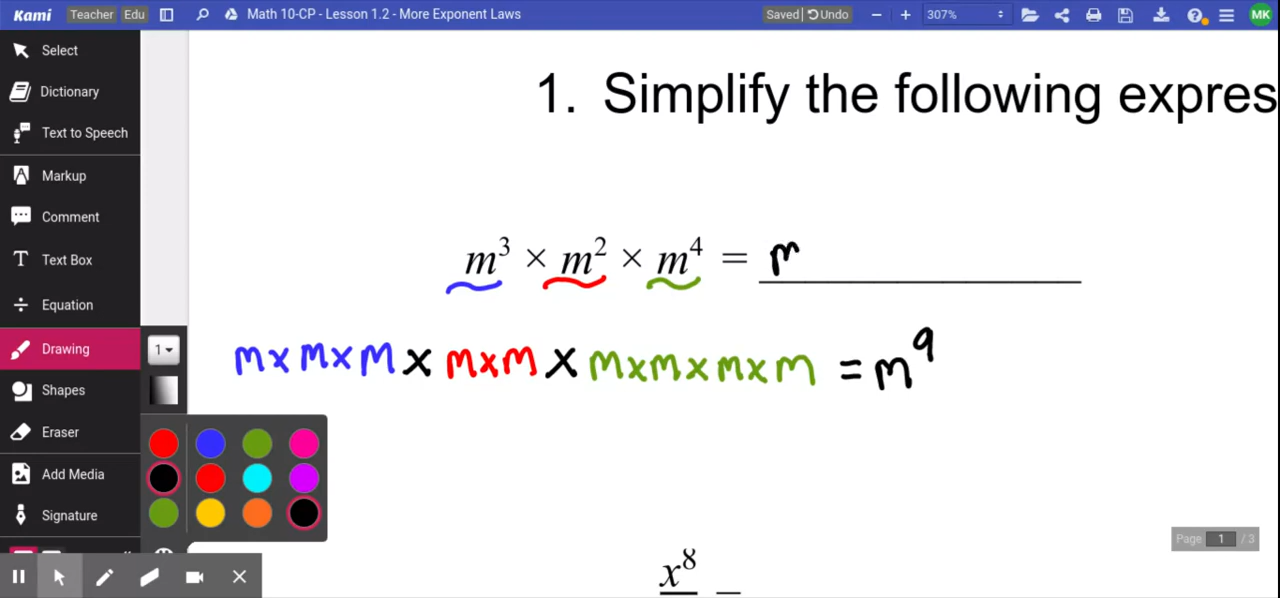 Kami Teacher Edu Math 10-CP - Lesson 1.2 - More Exponent Laws Saved Undo − + 307% MK
Select
Dictionary
Text to Speech
Markup
Comment
Text Box
Equation
Drawing
1
Shapes
Eraser
Add Media
Signature
1. Simplify the following expres
m³ × m² × m⁴ = m
m×m×m × m×m × m×m×m×m = m⁹
x⁸
Page 1 / 3